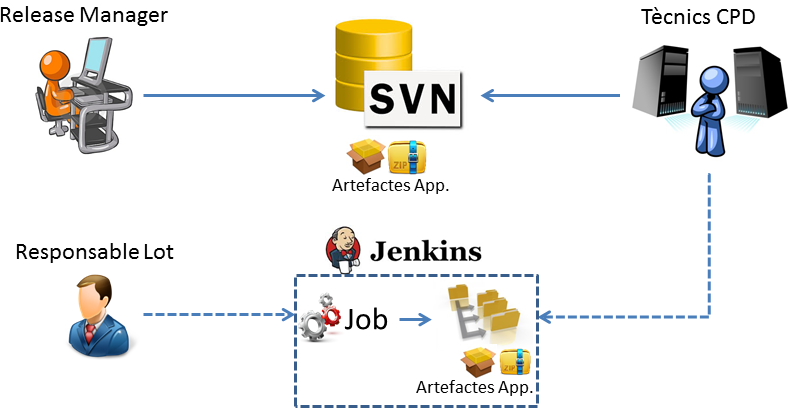 Release Manager
Tècnics CPD
SVN
ZIP
Artefactes App.
Responsable Lot
Jenkins
Job
ZIP
Artefactes App.